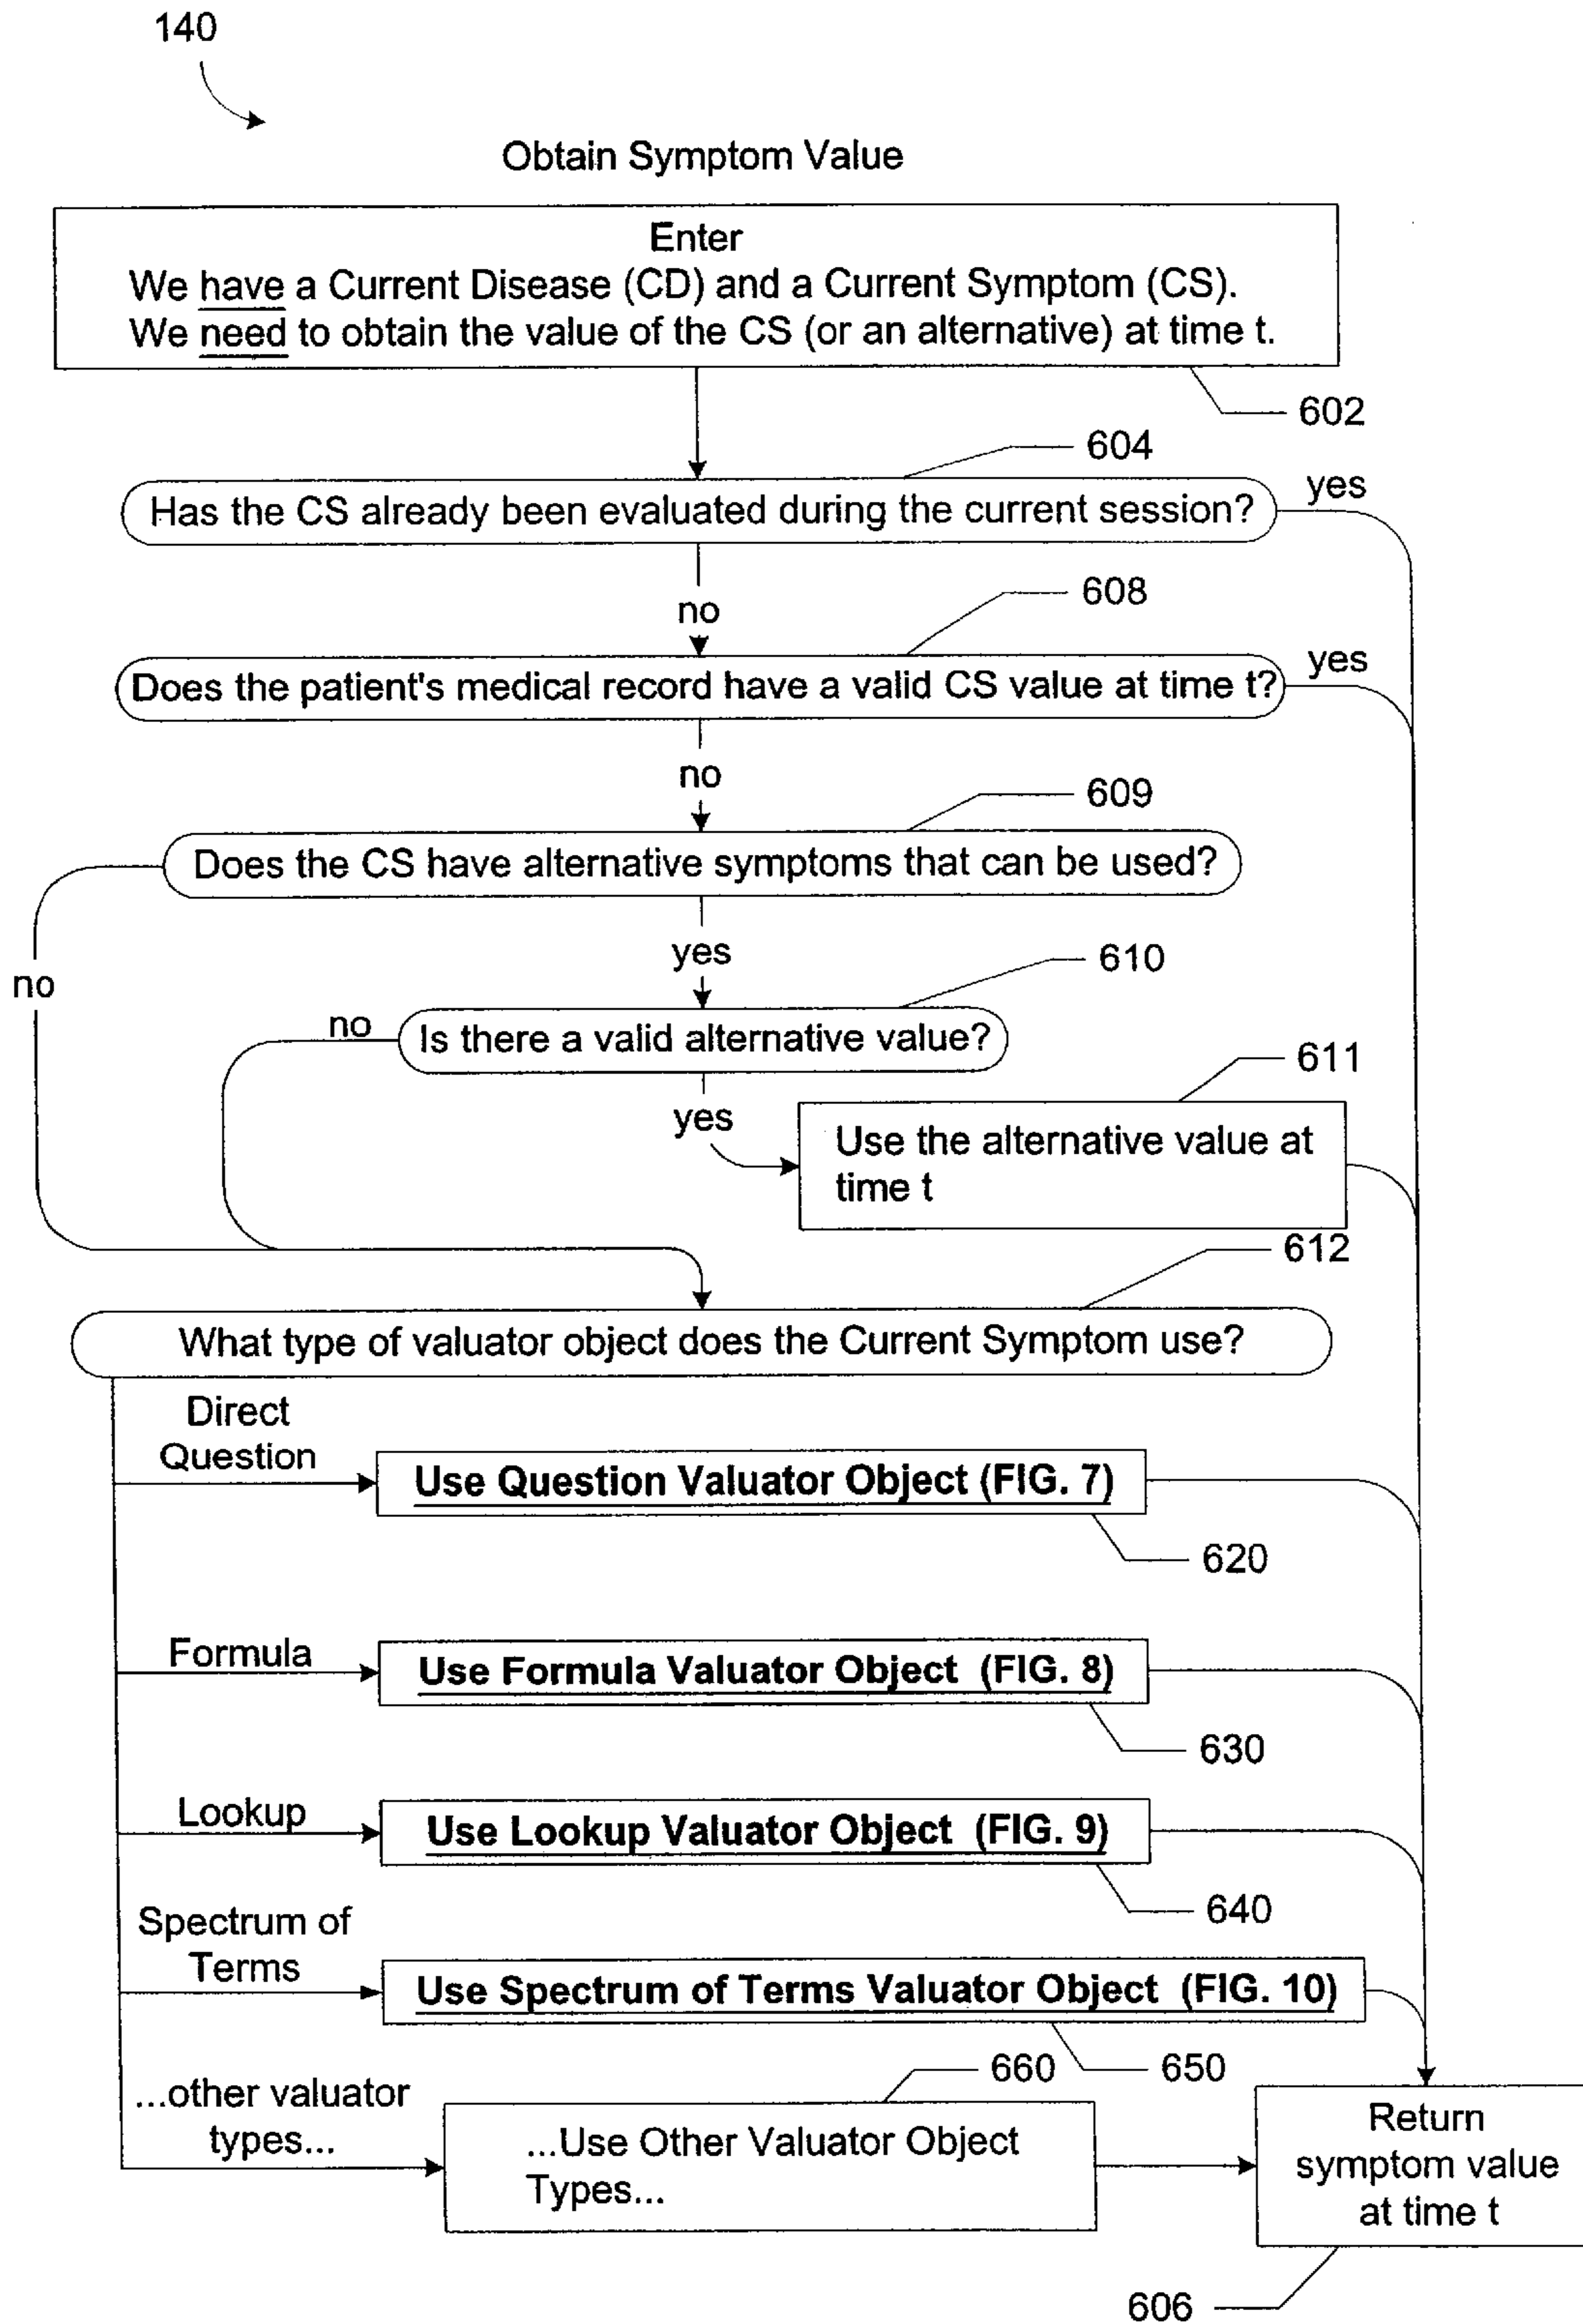 140
Obtain Symptom Value
Enter
We have a Current Disease (CD) and a Current Symptom (CS).
We need to obtain the value of the CS (or an alternative) at time t.
602
604
Has the CS already been evaluated during the current session?
yes
no
608
Does the patient's medical record have a valid CS value at time t?
yes
no
609
Does the CS have alternative symptoms that can be used?
no
yes
610
Is there a valid alternative value?
no
yes
611
Use the alternative value at
time t
612
What type of valuator object does the Current Symptom use?
Direct
Question
Use Question Valuator Object (FIG. 7)
620
Formula
Use Formula Valuator Object (FIG. 8)
630
Lookup
Use Lookup Valuator Object (FIG. 9)
640
Spectrum of
Terms
Use Spectrum of Terms Valuator Object (FIG. 10)
650
660
...other valuator
types...
...Use Other Valuator Object
Types...
Return
symptom value
at time t
606